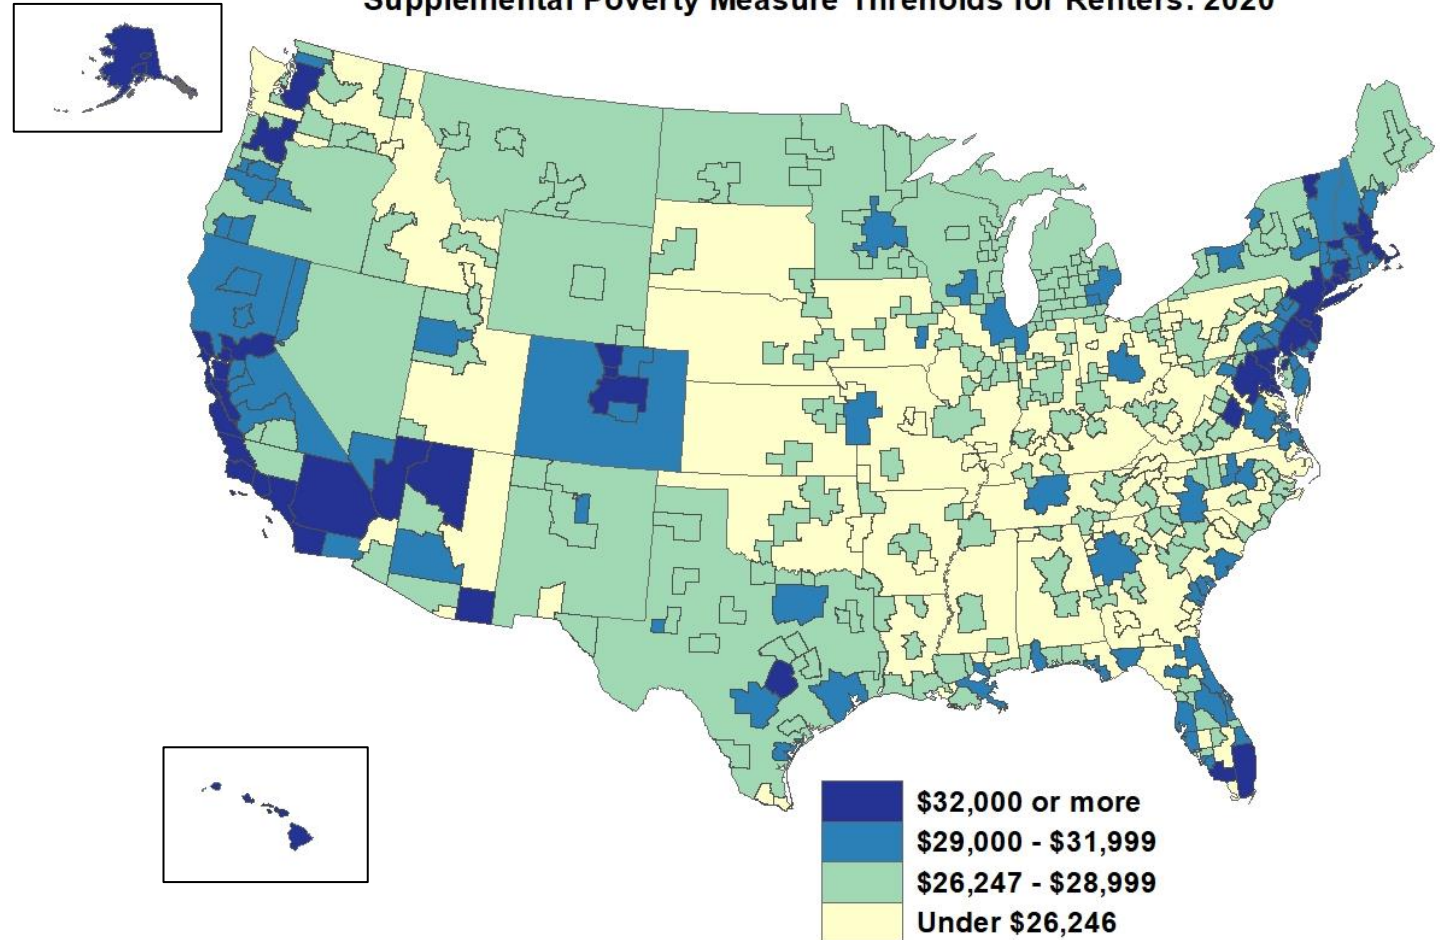 Supplemental Poverty Measure Thresholds for Renters: 2020
$32,000 or more
$29,000 - $31,999
$26,247 - $28,999
Under $26,246